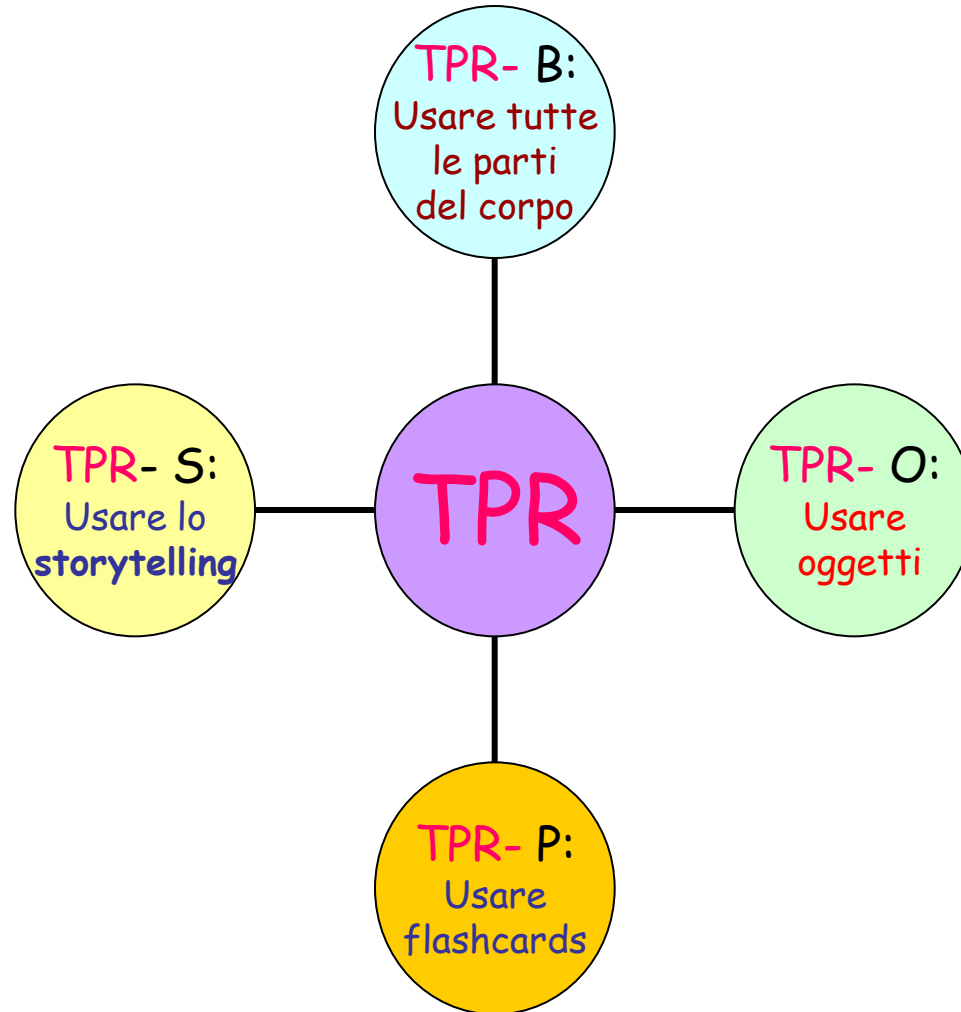 TPR- B:
Usare tutte
le parti
del corpo
TPR- S:
Usare lo
storytelling
TPR
TPR- O:
Usare
oggetti
TPR- P:
Usare
flashcards